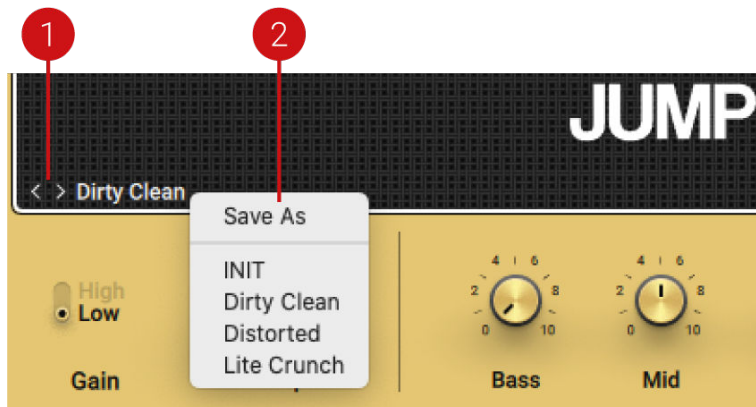 1 2
JUMP
< > Dirty Clean
Save As
INIT
Dirty Clean
Distorted
Lite Crunch
High
Low
Gain
0 2 4 6 8 10
Bass
0 2 4 6 8 10
Mid